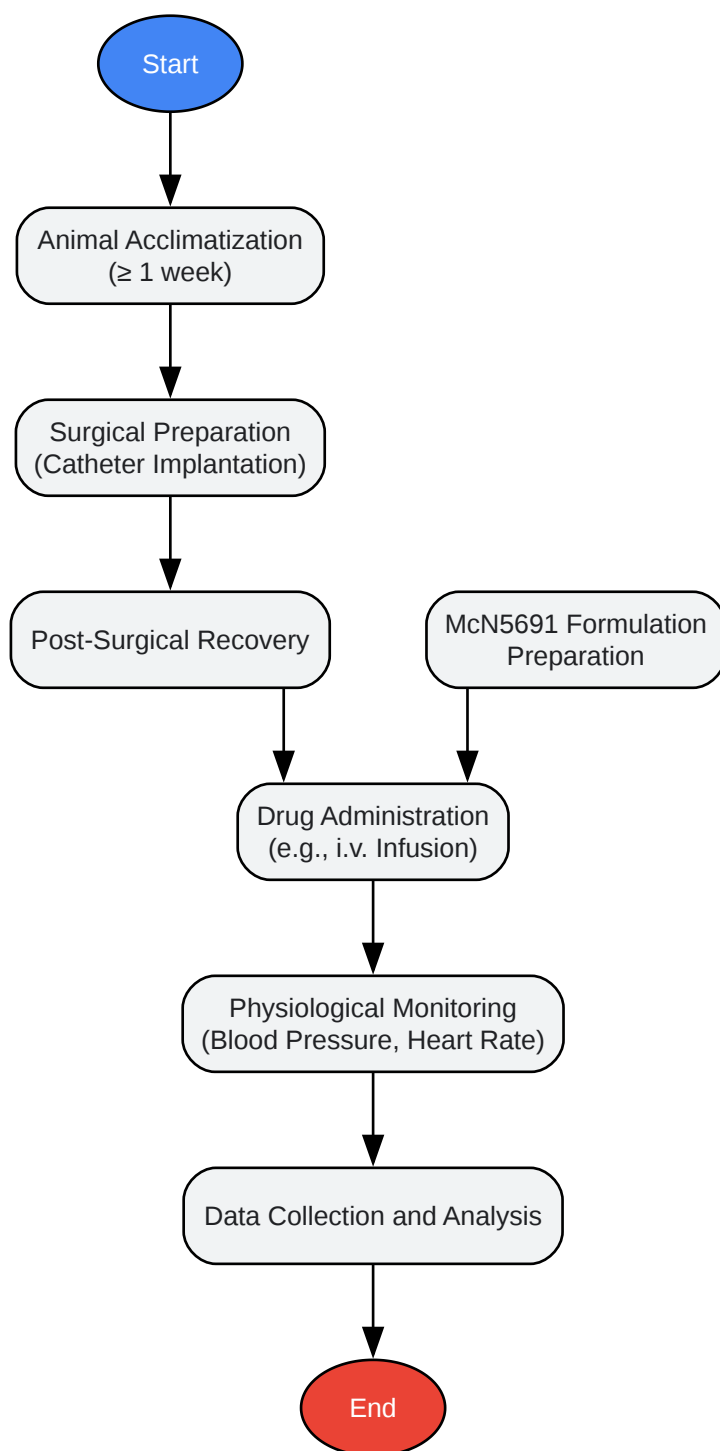 Start
Animal Acclimatization
(≥ 1 week)
Surgical Preparation
(Catheter Implantation)
Post-Surgical Recovery
McN5691 Formulation
Preparation
Drug Administration
(e.g., i.v. Infusion)
Physiological Monitoring
(Blood Pressure, Heart Rate)
Data Collection and Analysis
End